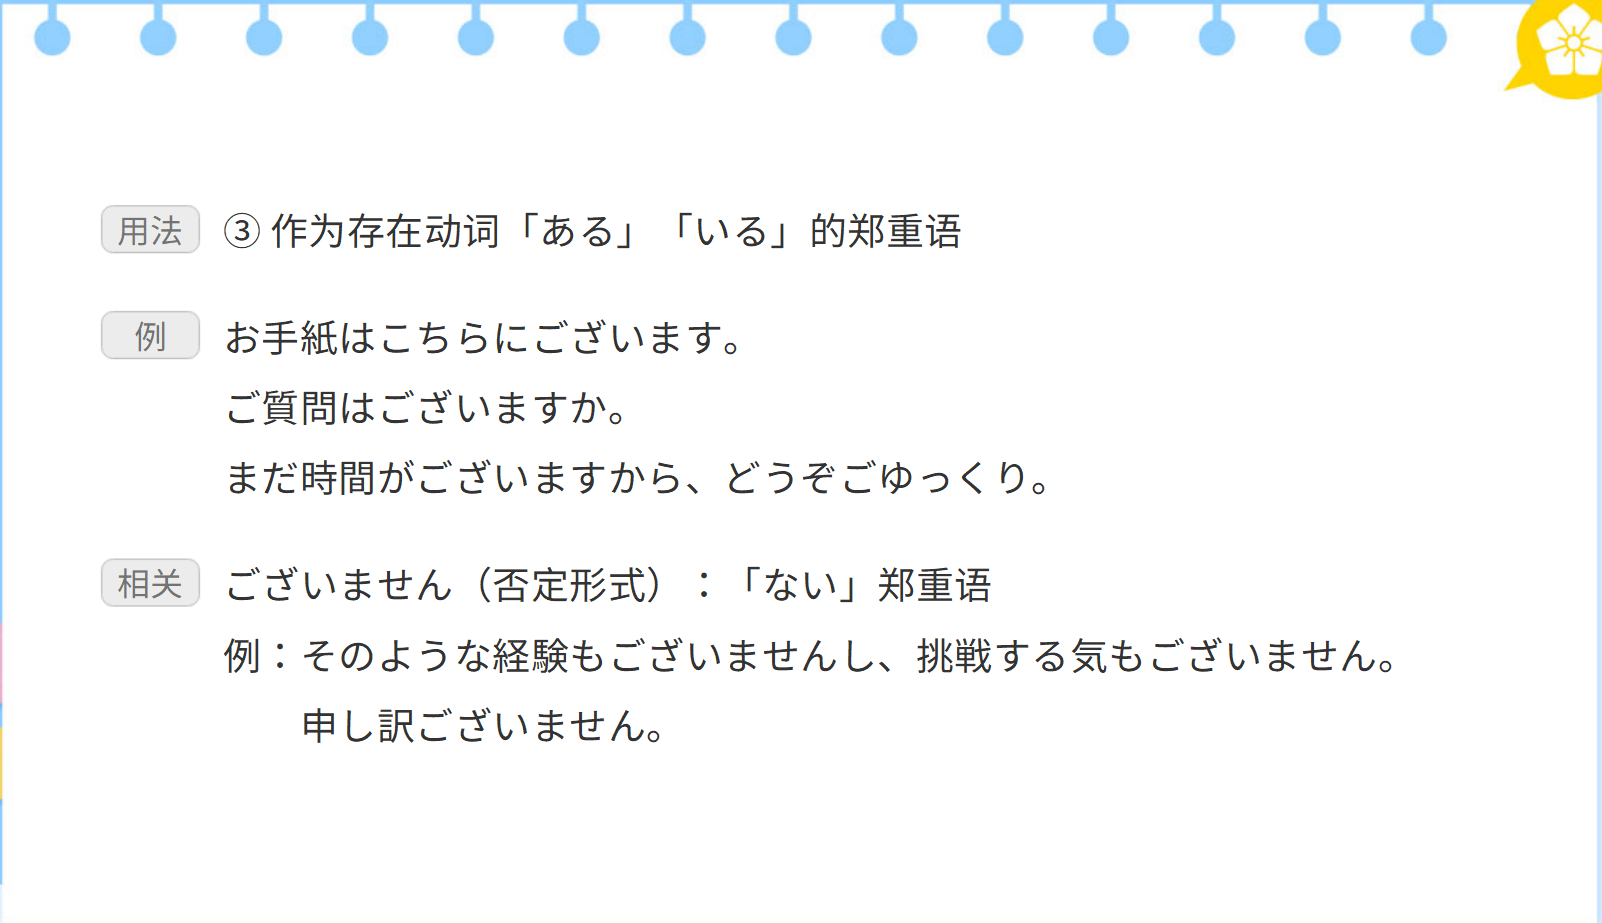 用法 ③ 作为存在动词「ある」「いる」的郑重语
例 お手紙はこちらにございます。
ご質問はございますか。
まだ時間がございますから、どうぞごゆっくり。
相关 ございません（否定形式）：「ない」郑重语
例：そのような経験もございませんし、挑戦する気もございません。
申し訳ございません。